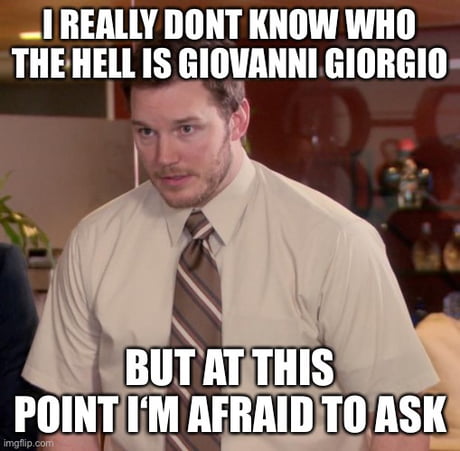 I REALLY DONT KNOW WHO
THE HELL IS GIOVANNI GIORGIO
BUT AT THIS
POINT I'M AFRAID TO ASK
imgflip.com